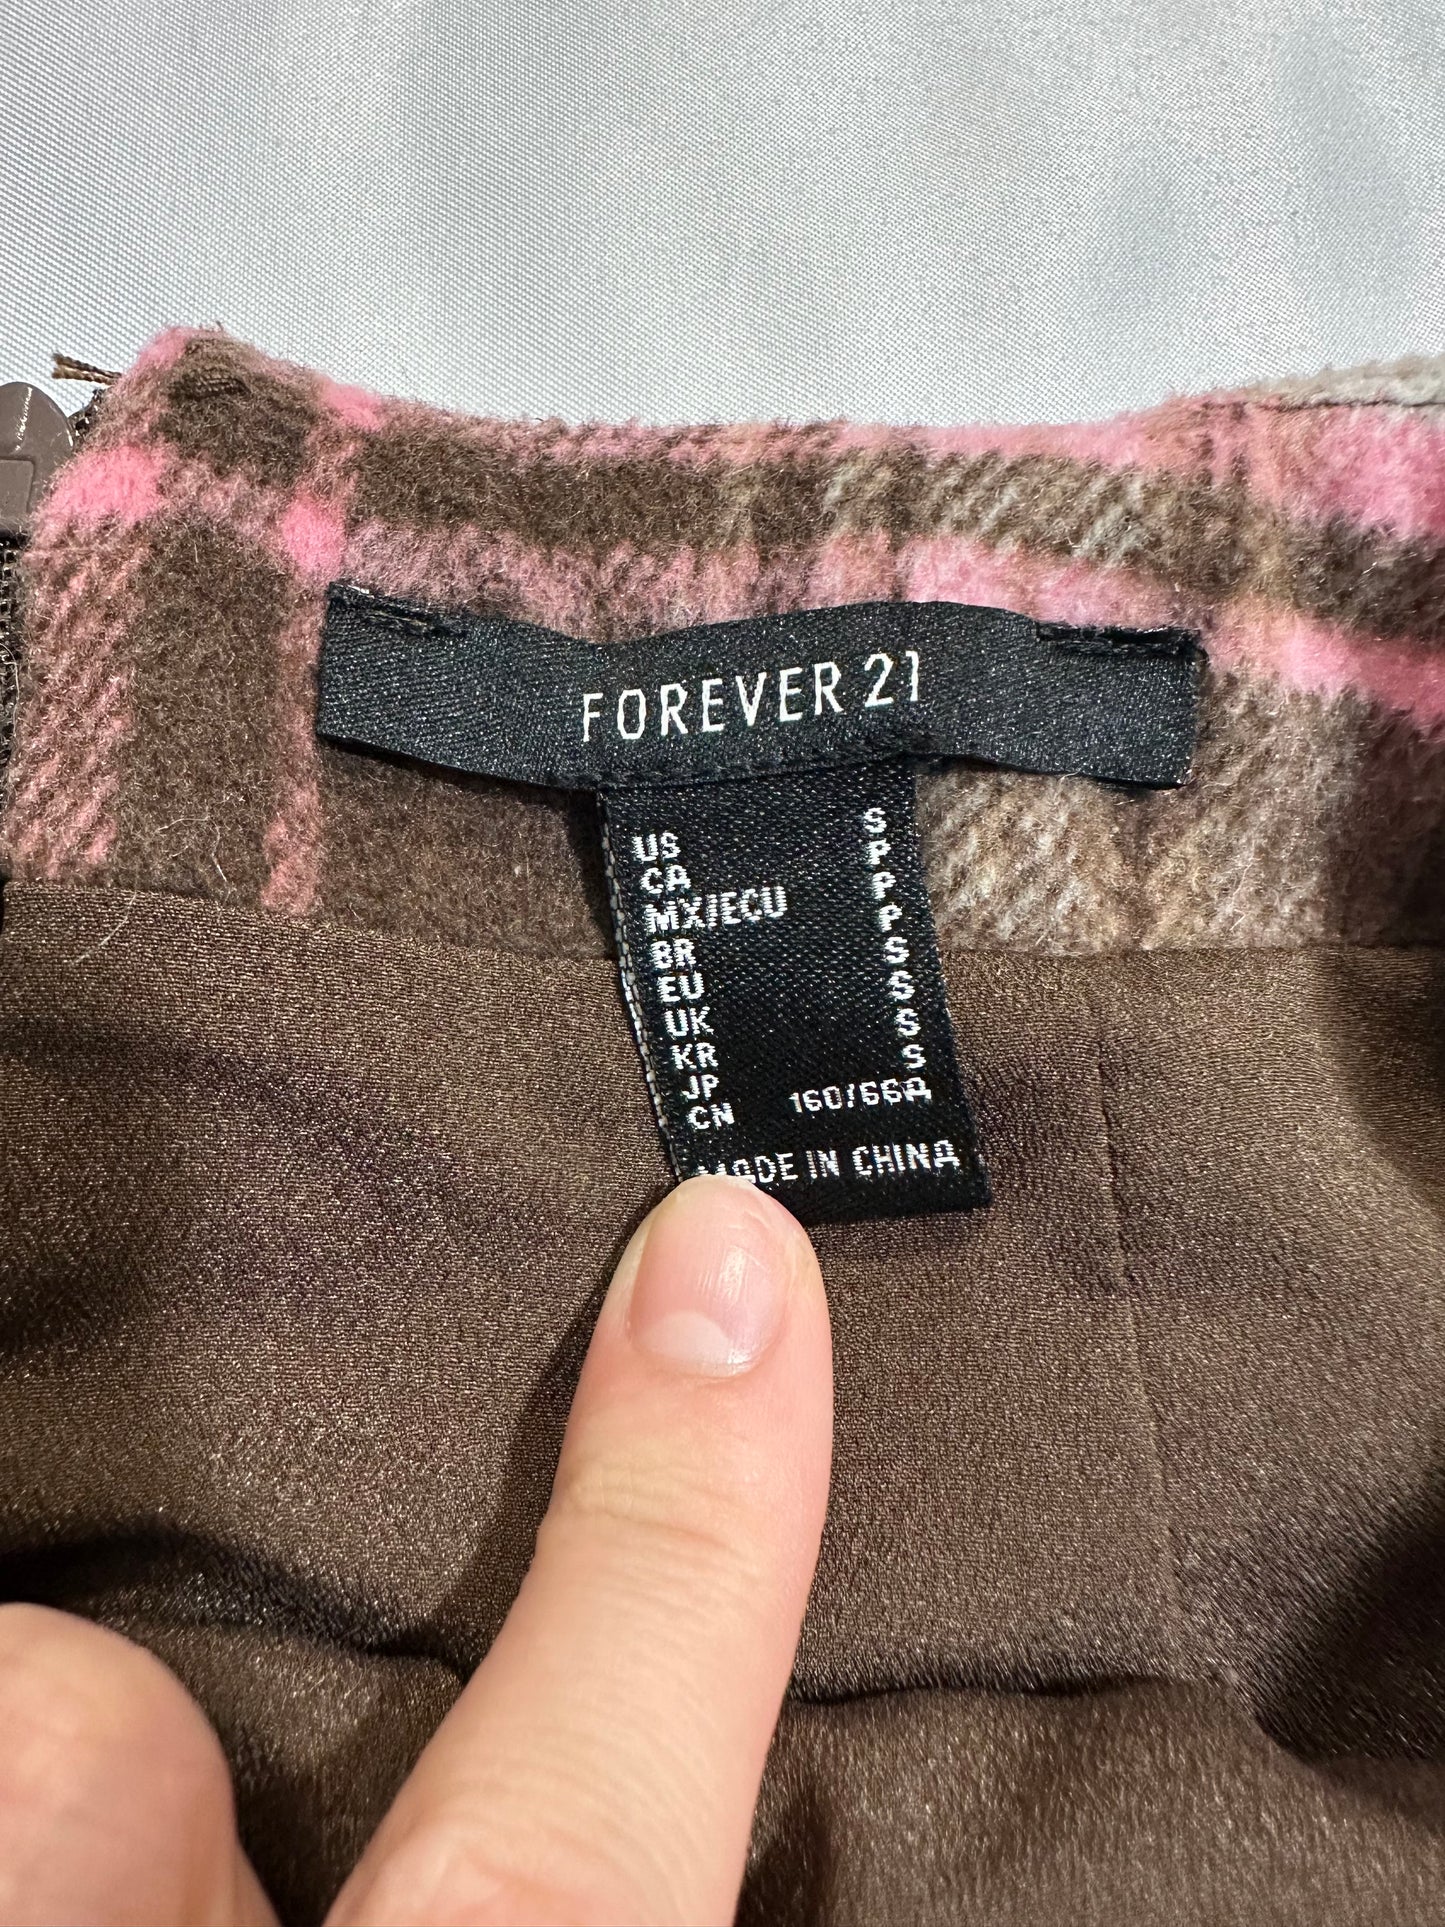 FOREVER 21
US S
CA P
MX/ECU P
BR P
EU S
UK S
KR S
JP S
CN 160/66A
MADE IN CHINA